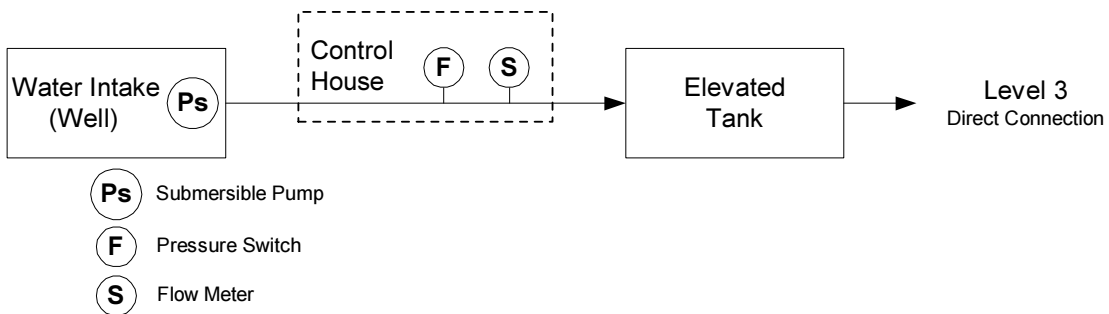 Water Intake
(Well)
Ps
Control
House
F
S
Elevated
Tank
Level 3
Direct Connection
Ps Submersible Pump
F Pressure Switch
S Flow Meter